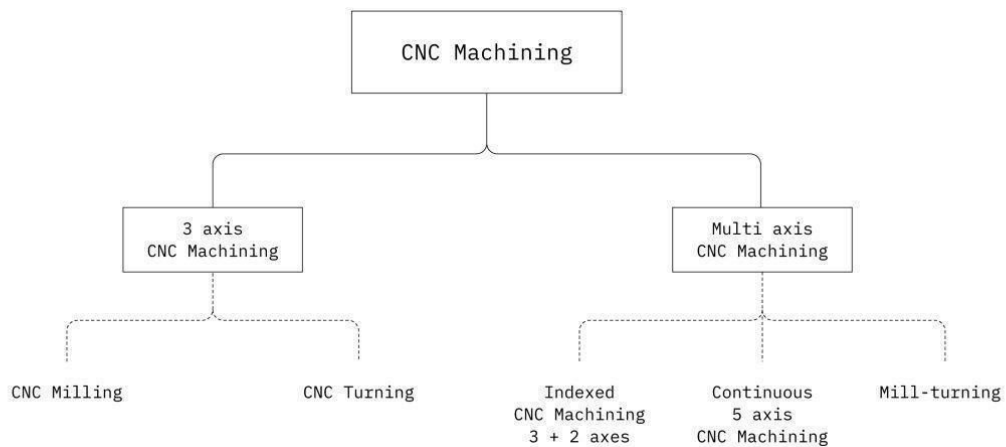 CNC Machining
3 axis
CNC Machining
Multi axis
CNC Machining
CNC Milling
CNC Turning
Indexed
CNC Machining
3 + 2 axes
Continuous
5 axis
CNC Machining
Mill-turning